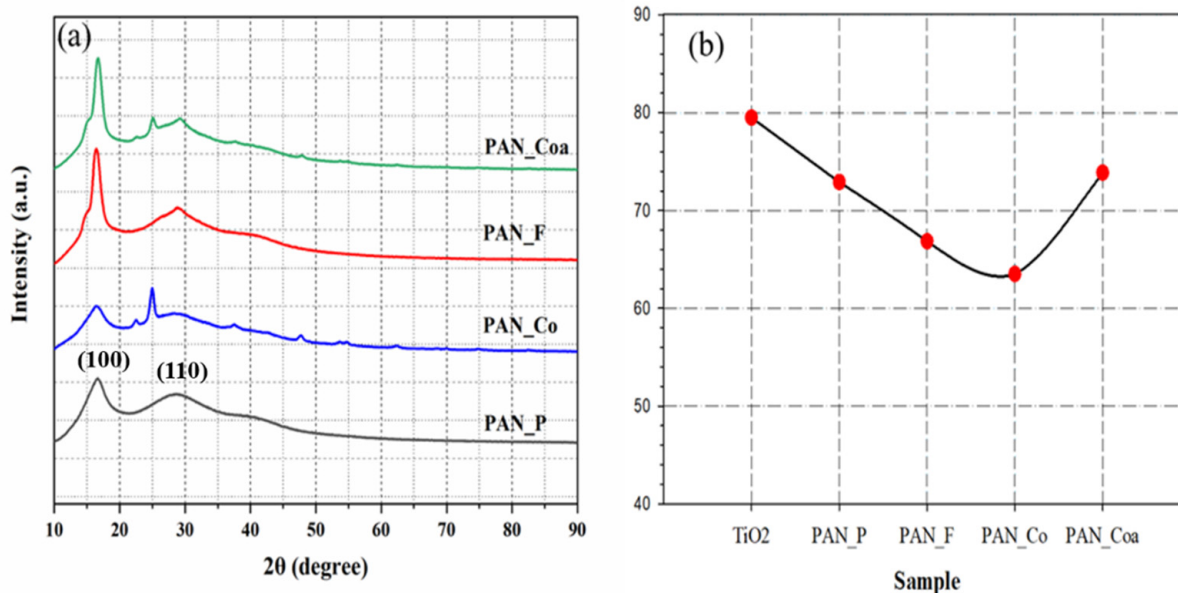 (a)
PAN_Coa
PAN_F
PAN_Co
(100)
(110)
PAN_P
Intensity (a.u.)
10 20 30 40 50 60 70 80 90
2θ (degree)
(b)
90
80
70
60
50
40
TiO2 PAN_P PAN_F PAN_Co PAN_Coa
Sample